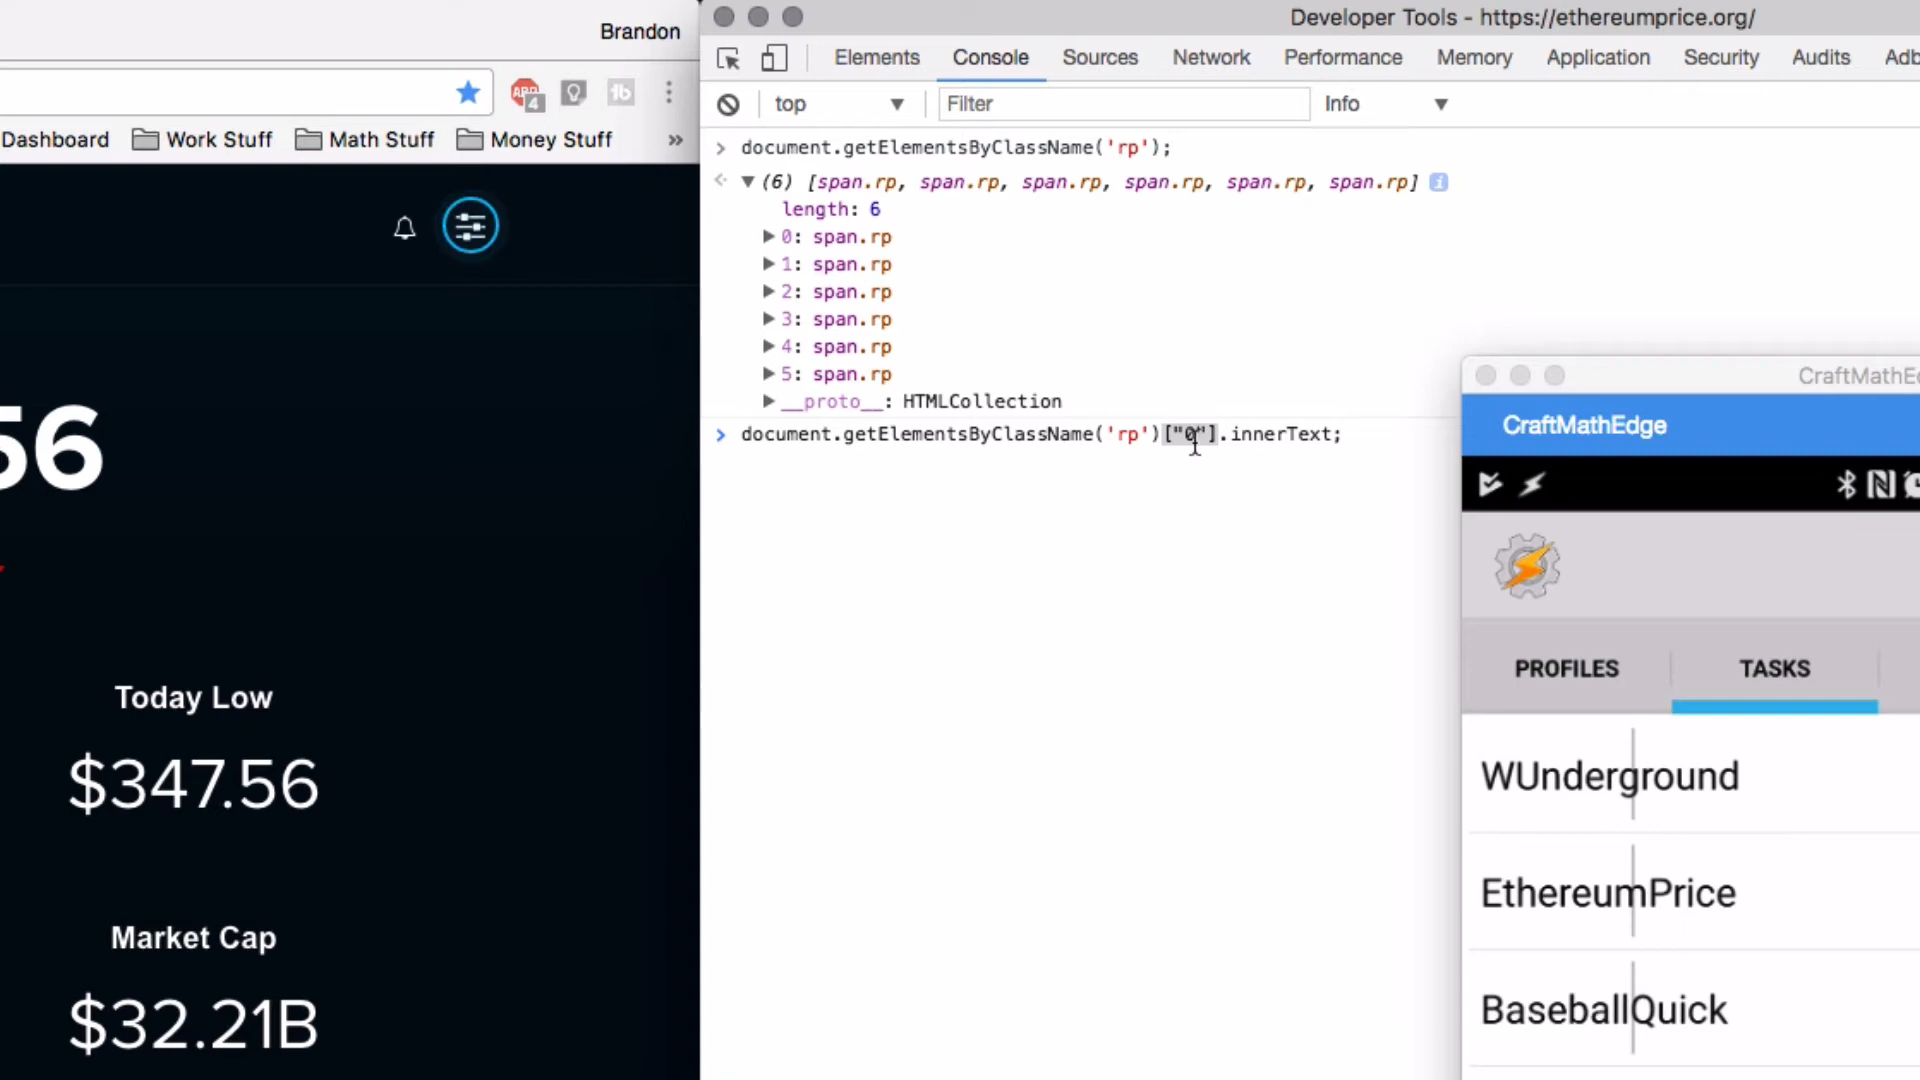 Brandon
ABP 4
Dashboard Work Stuff Math Stuff Money Stuff »
56
Today Low
$347.56
Market Cap
$32.21B
Developer Tools - https://ethereumprice.org/
Elements Console Sources Network Performance Memory Application Security Audits Adb
top Filter Info
document.getElementsByClassName('rp');
(6) [span.rp, span.rp, span.rp, span.rp, span.rp, span.rp]
length: 6
0: span.rp
1: span.rp
2: span.rp
3: span.rp
4: span.rp
5: span.rp
__proto__: HTMLCollection
document.getElementsByClassName('rp')["0"].innerText;
CraftMathEd
CraftMathEdge
PROFILES TASKS
WUnderground
EthereumPrice
BaseballQuick